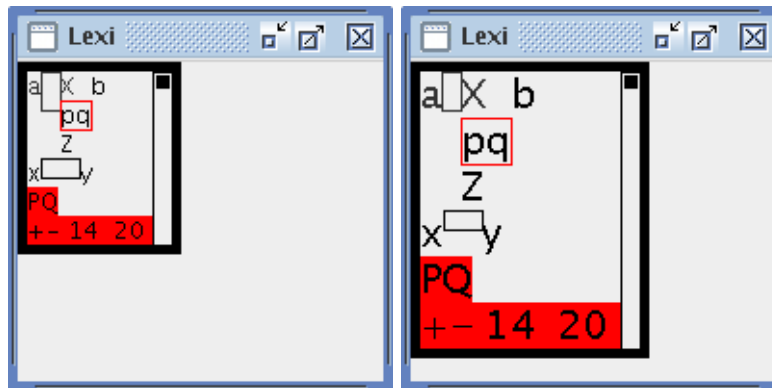 Lexi
a X b
pq
Z
x y
PQ
+- 14 20
Lexi
a X b
pq
Z
x y
PQ
+- 14 20